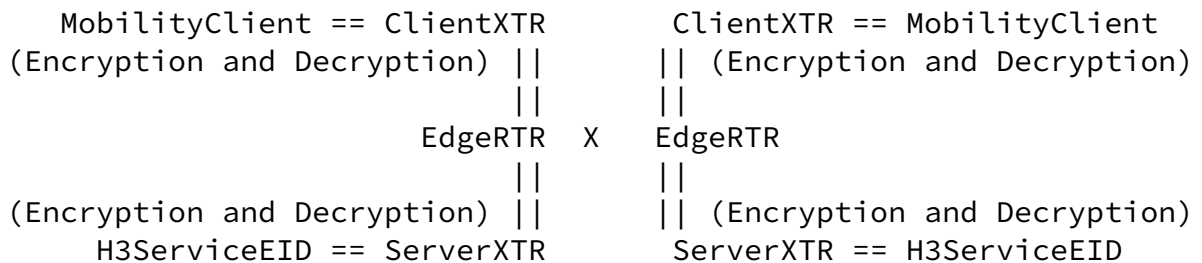 MobilityClient == ClientXTR        ClientXTR == MobilityClient
(Encryption and Decryption) ||        || (Encryption and Decryption)
||        ||
EdgeRTR  X   EdgeRTR
||        ||
(Encryption and Decryption) ||        || (Encryption and Decryption)
H3ServiceEID == ServerXTR        ServerXTR == H3ServiceEID